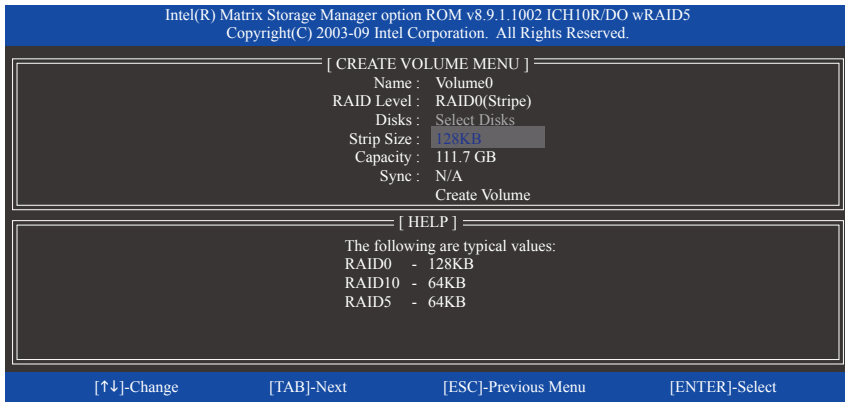 Intel(R) Matrix Storage Manager option ROM v8.9.1.1002 ICH10R/DO wRAID5
Copyright(C) 2003-09 Intel Corporation. All Rights Reserved.
[ CREATE VOLUME MENU ]
Name : Volume0
RAID Level : RAID0(Stripe)
Disks : Select Disks
Strip Size : 128KB
Capacity : 111.7 GB
Sync : N/A
Create Volume
[ HELP ]
The following are typical values:
RAID0 - 128KB
RAID10 - 64KB
RAID5 - 64KB
[↑↓]-Change [TAB]-Next [ESC]-Previous Menu [ENTER]-Select